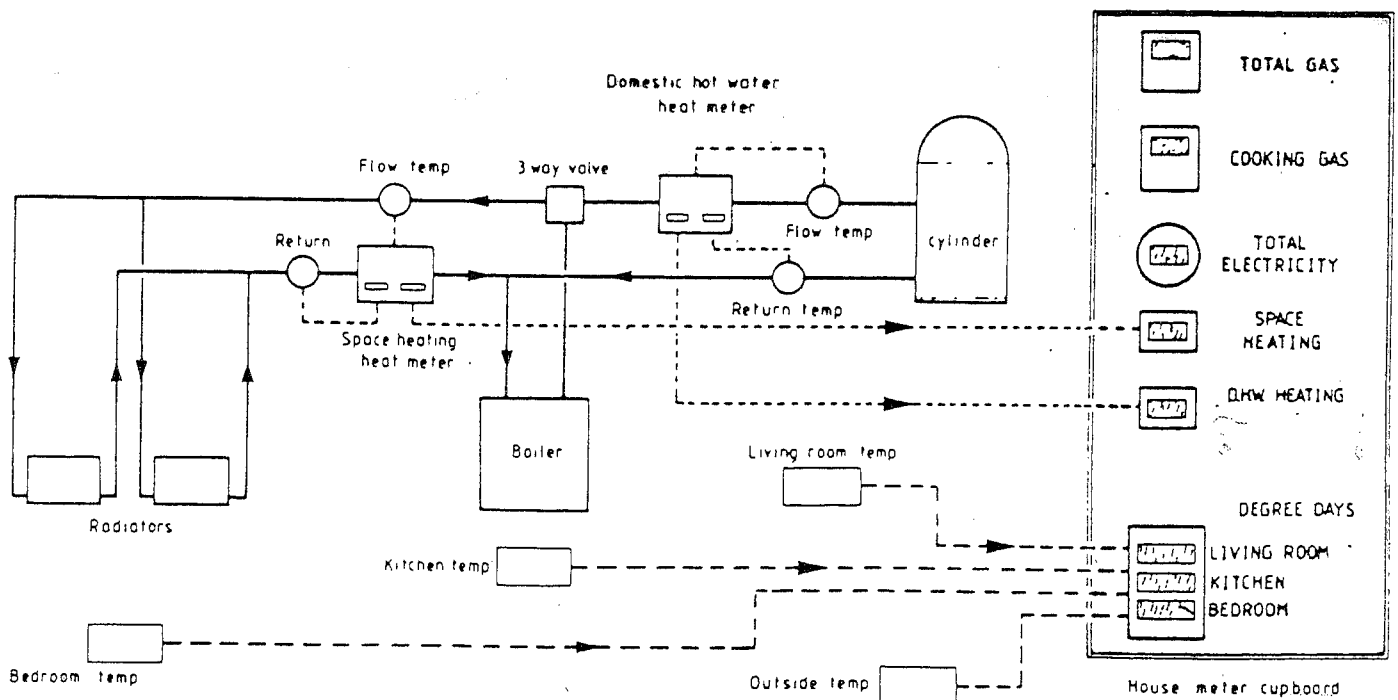 Domestic hot water
heat meter
Flow temp
3 way valve
Return
Flow temp
cylinder
Return temp
Space heating
heat meter
Boiler
Radiators
Living room temp
Kitchen temp
Bedroom temp
Outside temp
TOTAL GAS
COOKING GAS
TOTAL
ELECTRICITY
SPACE
HEATING
D.H.W. HEATING
DEGREE DAYS
LIVING ROOM
KITCHEN
BEDROOM
House meter cupboard